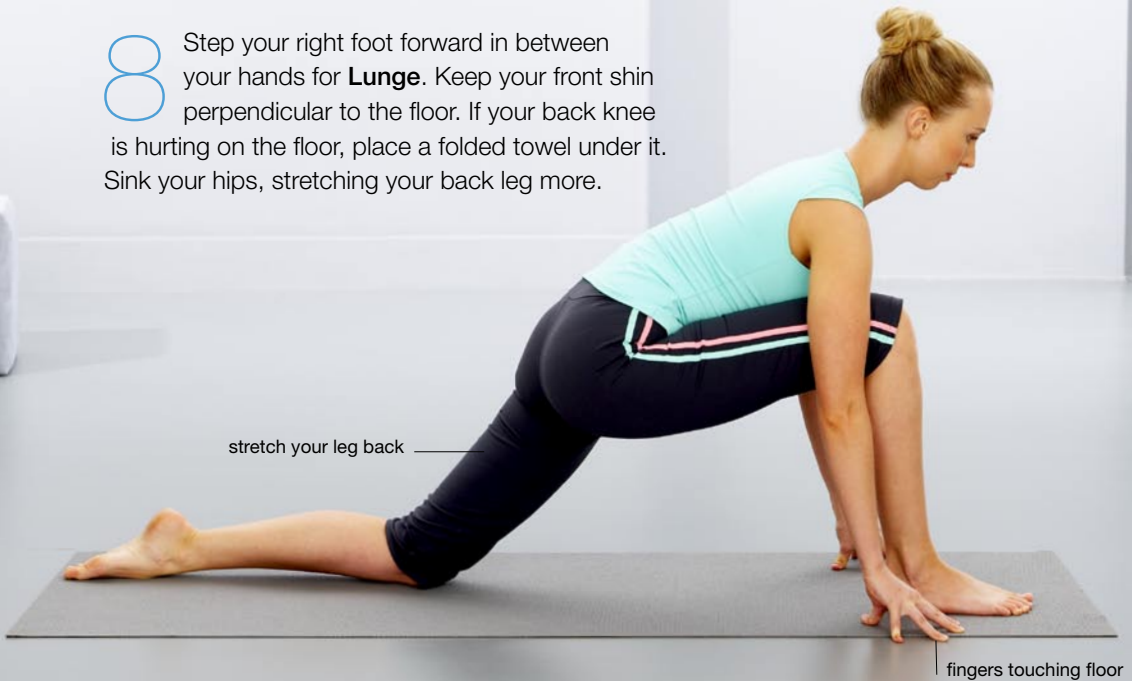 8
Step your right foot forward in between
your hands for Lunge. Keep your front shin
perpendicular to the floor. If your back knee
is hurting on the floor, place a folded towel under it.
Sink your hips, stretching your back leg more.
stretch your leg back
fingers touching floor